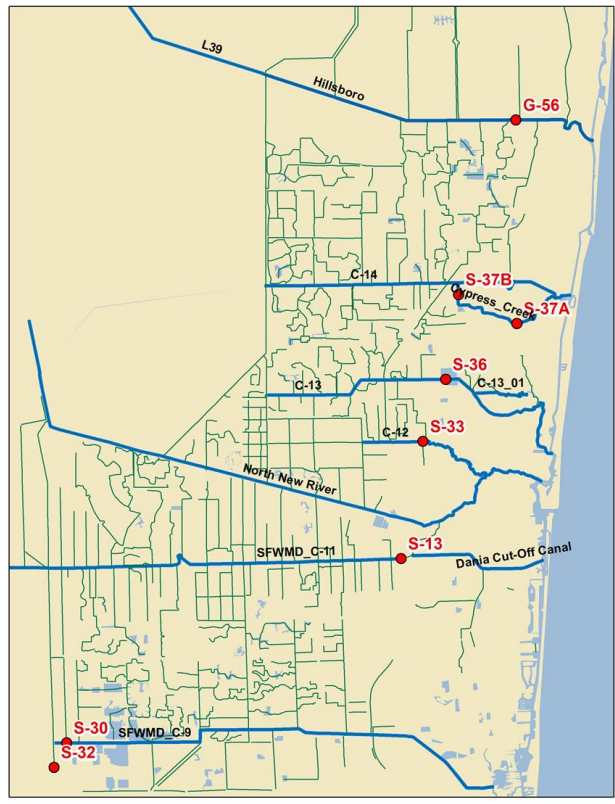 L39
Hillsboro
G-56
C-14
S-37B
Cypress_Creek
S-37A
S-36
C-13
C-13_01
S-33
C-12
North New River
S-13
SFWMD_C-11
Dania Cut-Off Canal
S-30
SFWMD_C-9
S-32